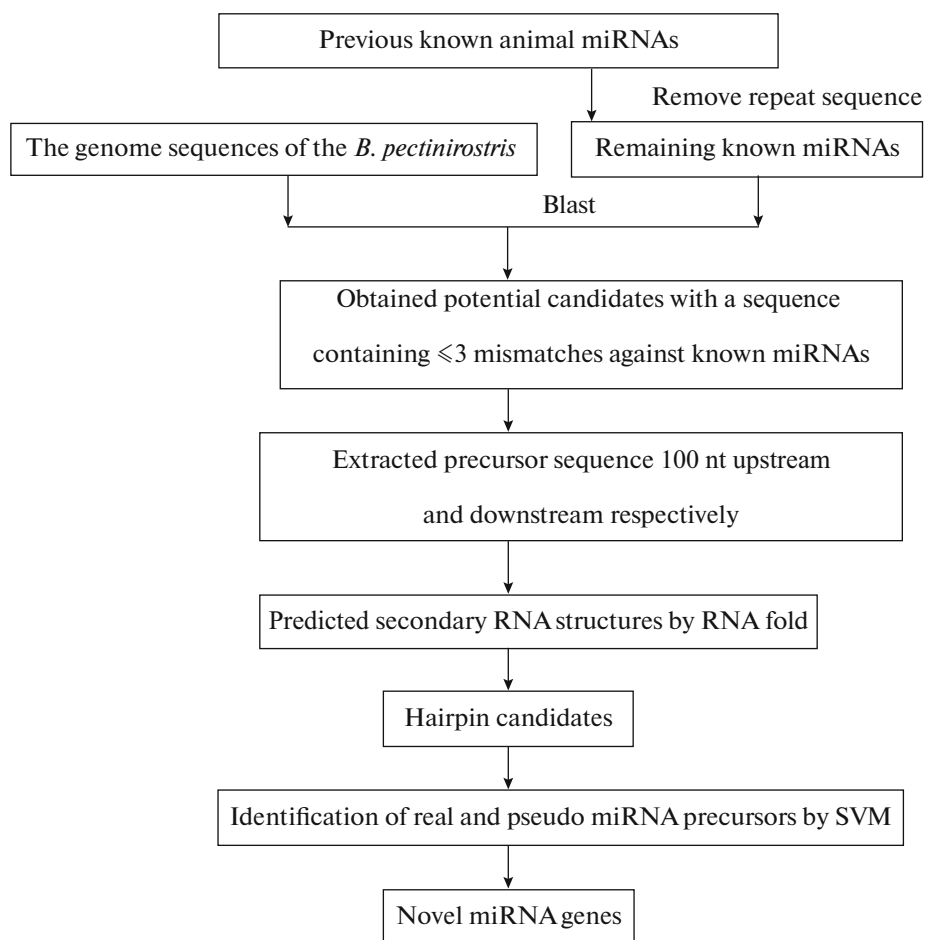 Previous known animal miRNAs
Remove repeat sequence
The genome sequences of the B. pectinirostris
Remaining known miRNAs
Blast
Obtained potential candidates with a sequence
containing ⩽3 mismatches against known miRNAs
Extracted precursor sequence 100 nt upstream
and downstream respectively
Predicted secondary RNA structures by RNA fold
Hairpin candidates
Identification of real and pseudo miRNA precursors by SVM
Novel miRNA genes